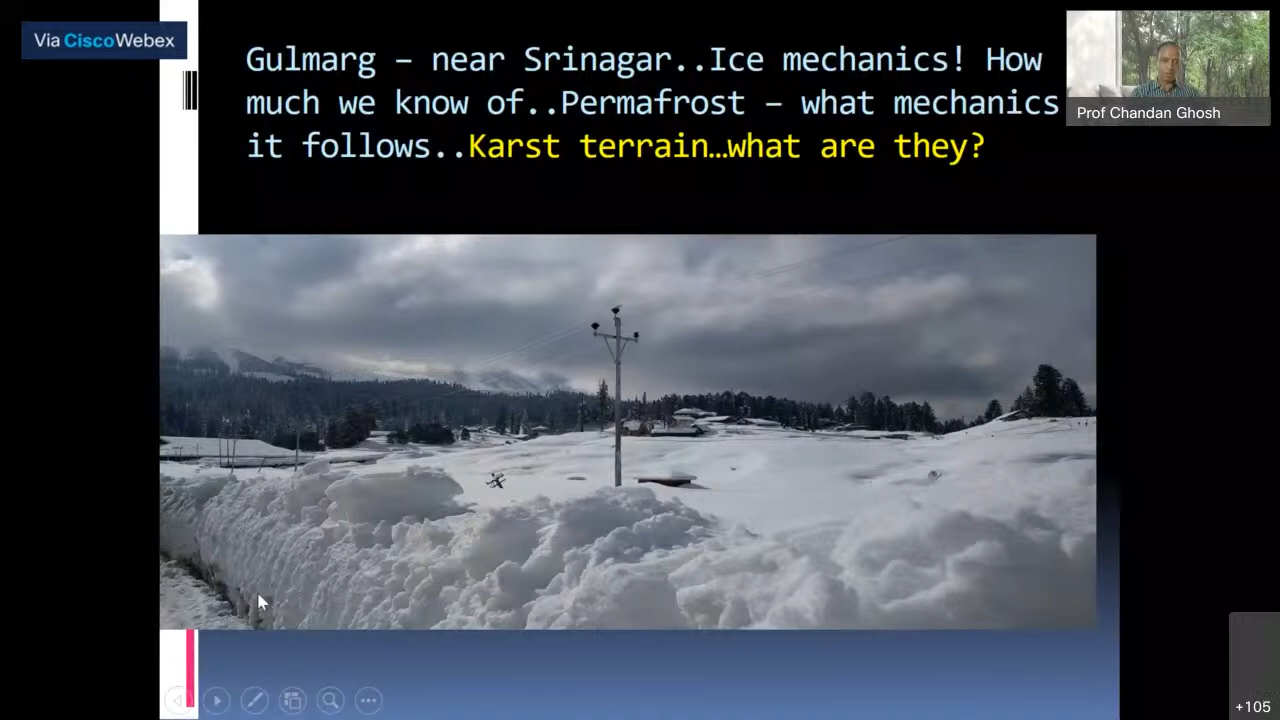 Via CiscoWebex
Gulmarg – near Srinagar..Ice mechanics! How
much we know of..Permafrost – what mechanics
it follows..Karst terrain…what are they?
Prof Chandan Ghosh
+105